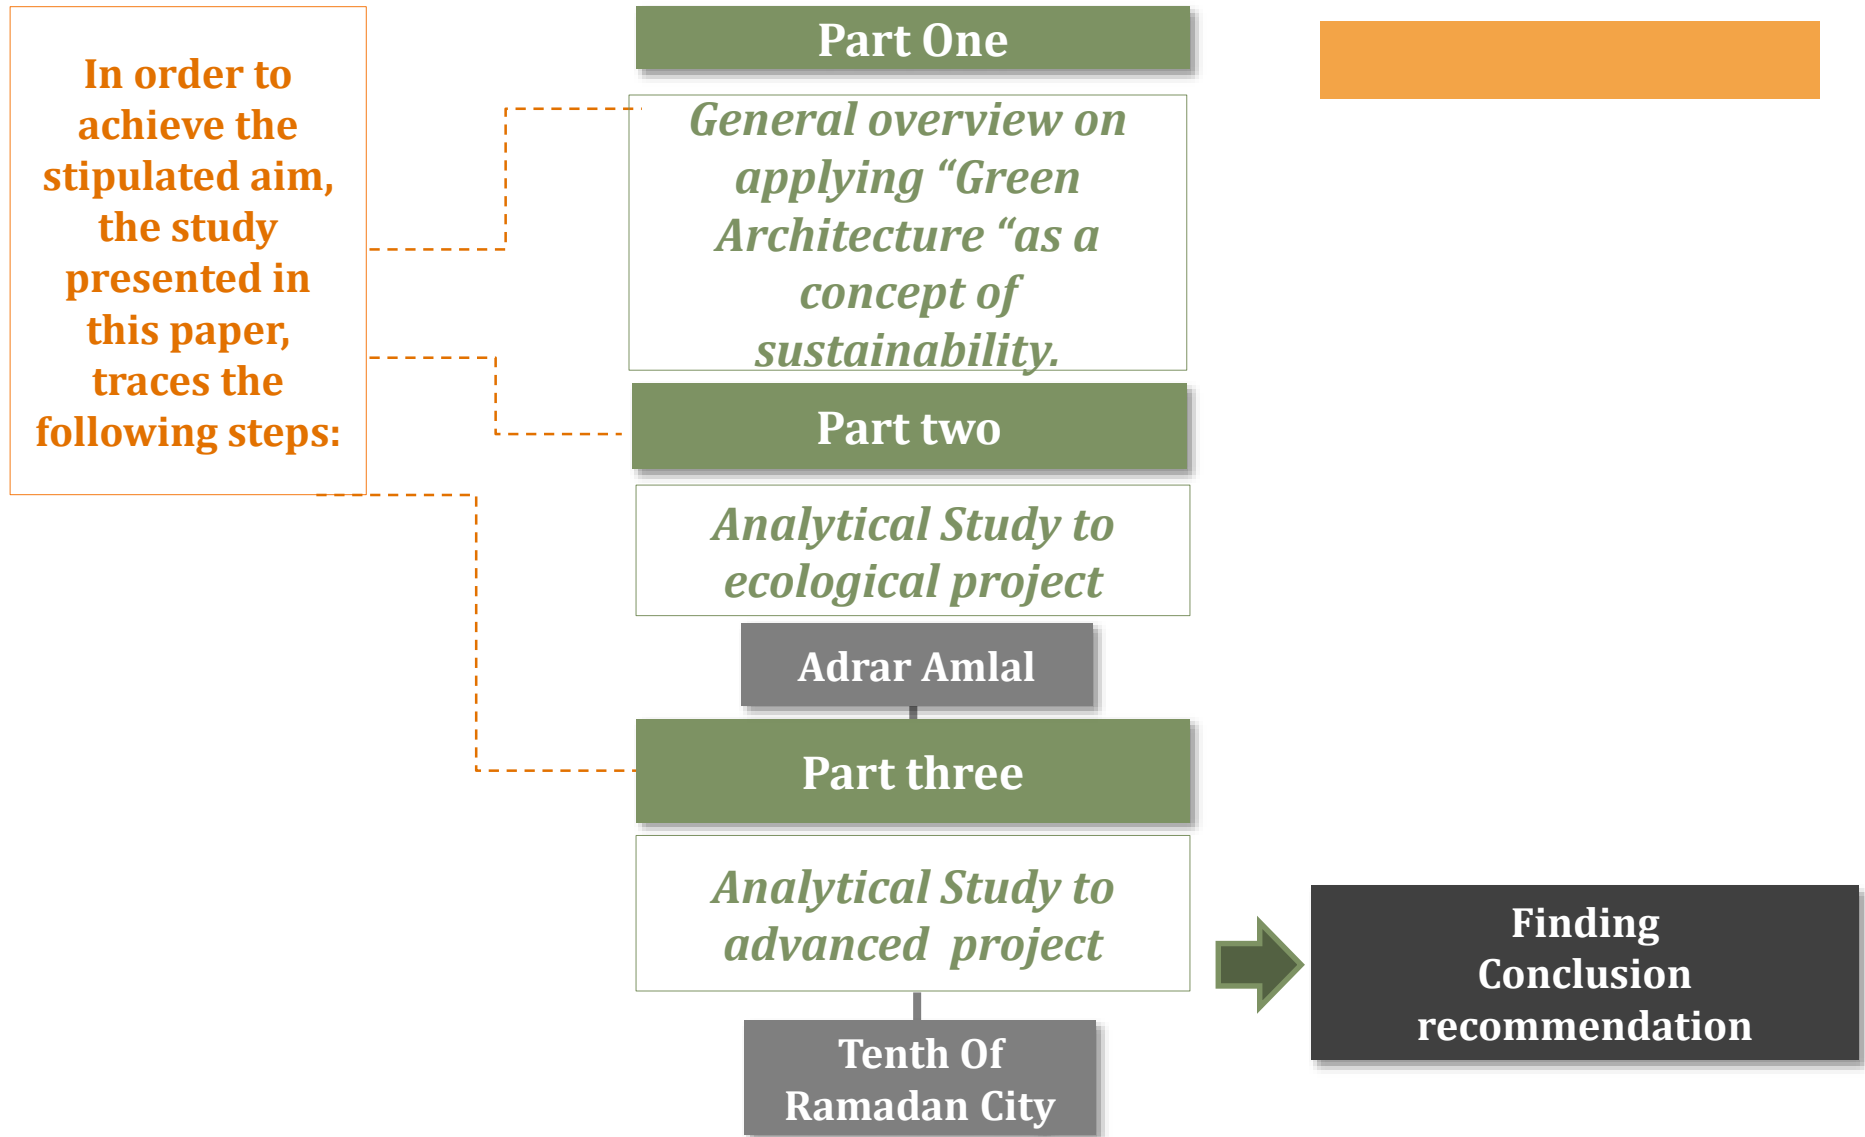 In order to
achieve the
stipulated aim,
the study
presented in
this paper,
traces the
following steps:
Part One
General overview on
applying “Green
Architecture “as a
concept of
sustainability.
Part two
Analytical Study to
ecological project
Adrar Amlal
Part three
Analytical Study to
advanced  project
Tenth Of
Ramadan City
Finding
Conclusion
recommendation